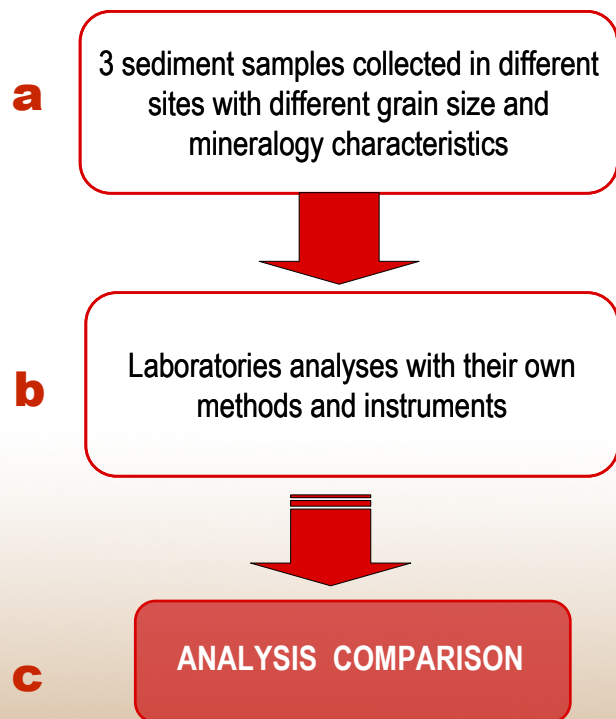 a
3 sediment samples collected in different
sites with different grain size and
mineralogy characteristics
b
Laboratories analyses with their own
methods and instruments
c
ANALYSIS COMPARISON